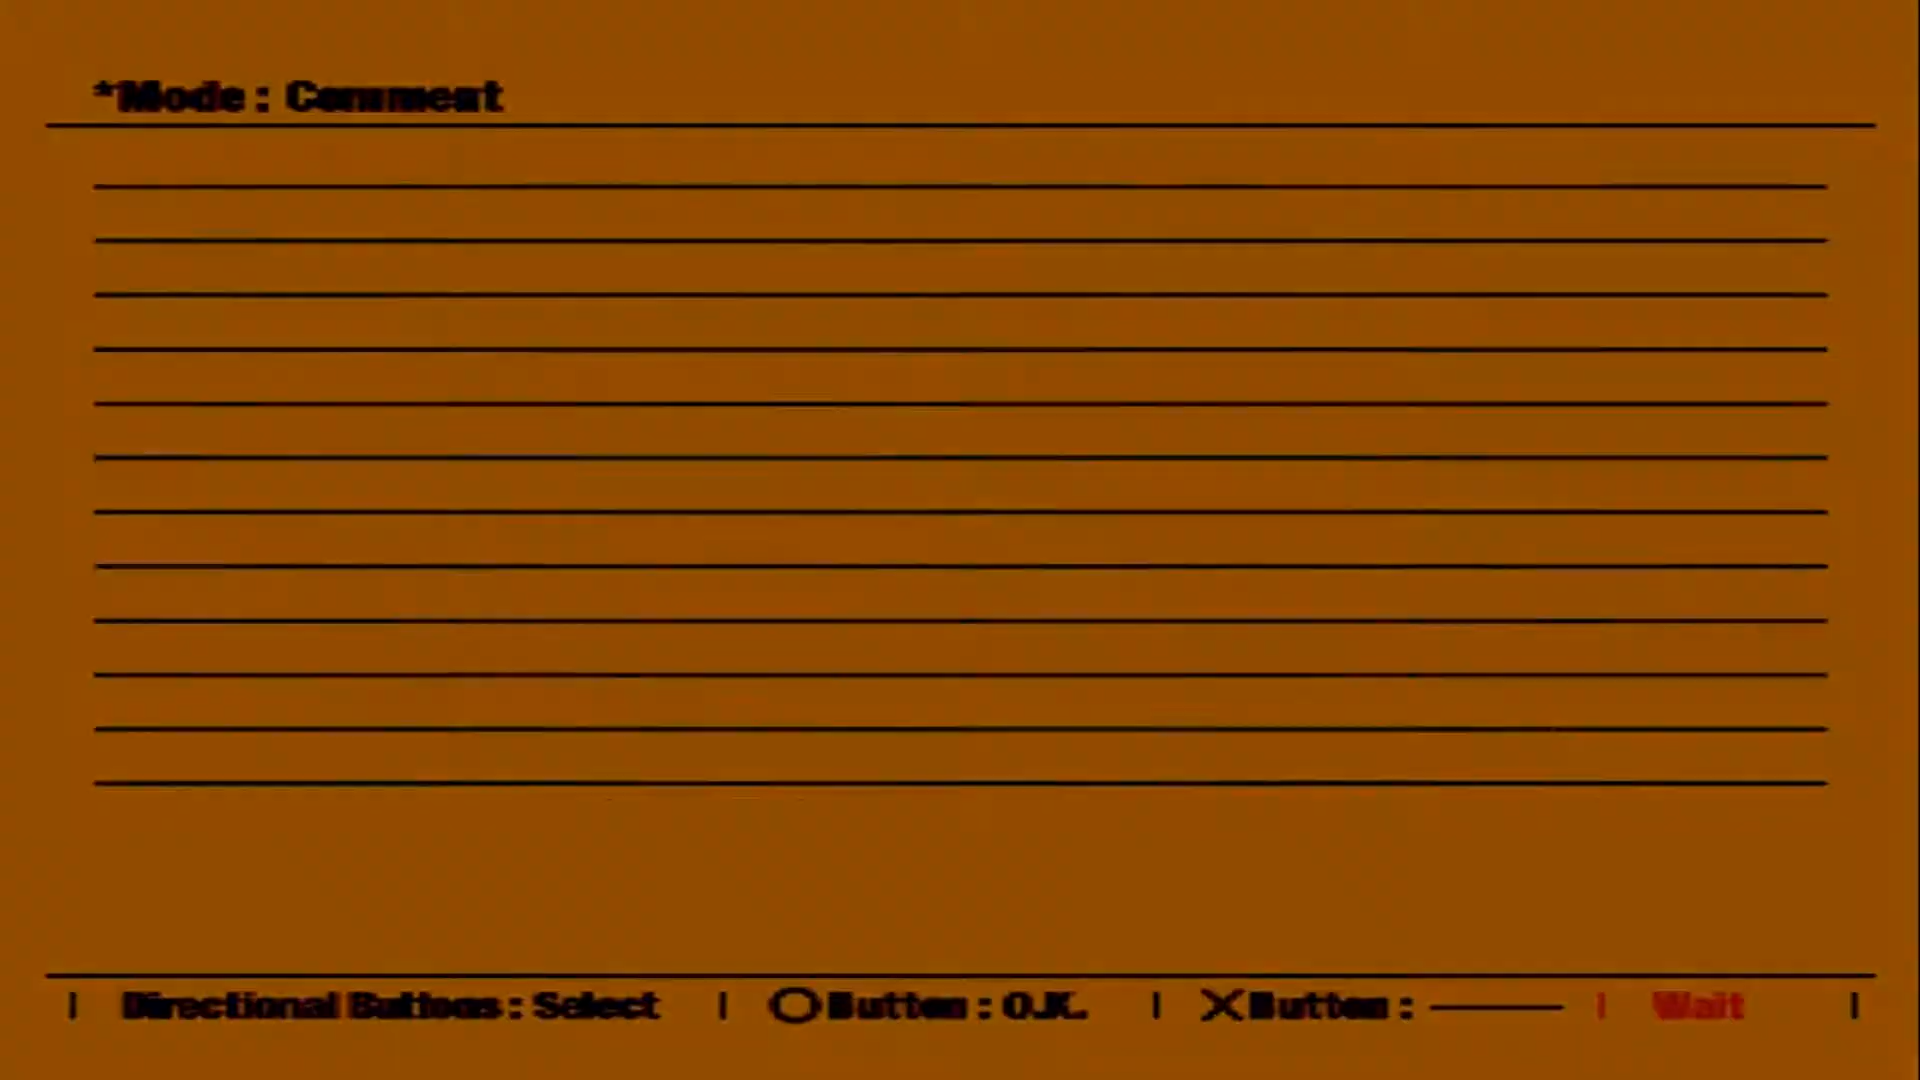 *Mode : Comment
| Directional Buttons : Select | ◯Button : O.K. | ✕Button : ——— | Wait |